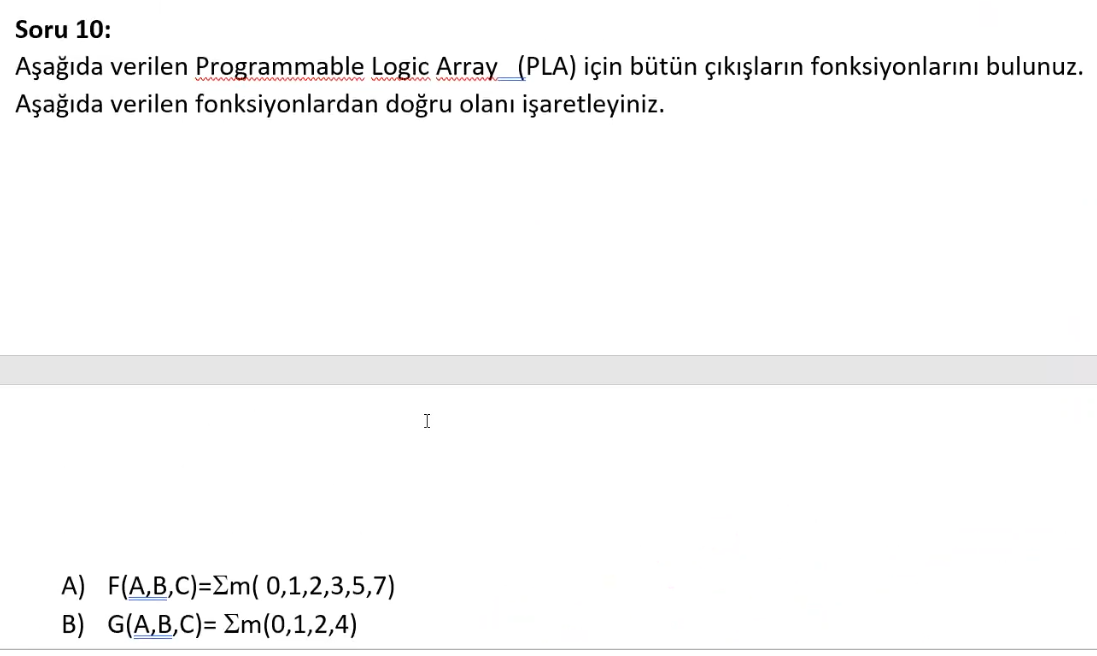 Soru 10:
Aşağıda verilen Programmable Logic Array (PLA) için bütün çıkışların fonksiyonlarını bulunuz.
Aşağıda verilen fonksiyonlardan doğru olanı işaretleyiniz.
A) F(A,B,C)=Σm( 0,1,2,3,5,7)
B) G(A,B,C)= Σm(0,1,2,4)